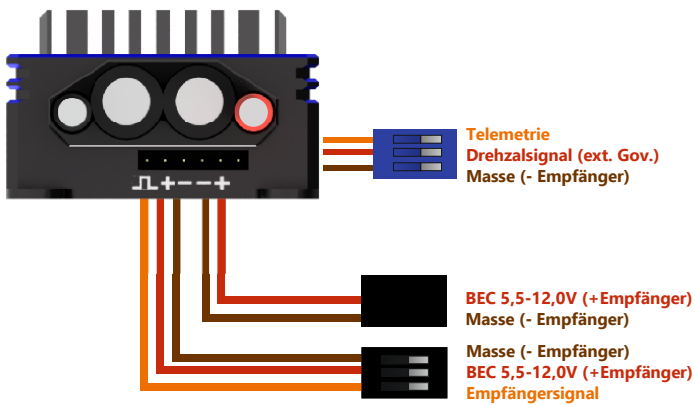 Telemetrie
Drehzalsignal (ext. Gov.)
Masse (- Empfänger)
+ - - +
BEC 5,5-12,0V (+Empfänger)
Masse (- Empfänger)
Masse (- Empfänger)
BEC 5,5-12,0V (+Empfänger)
Empfängersignal